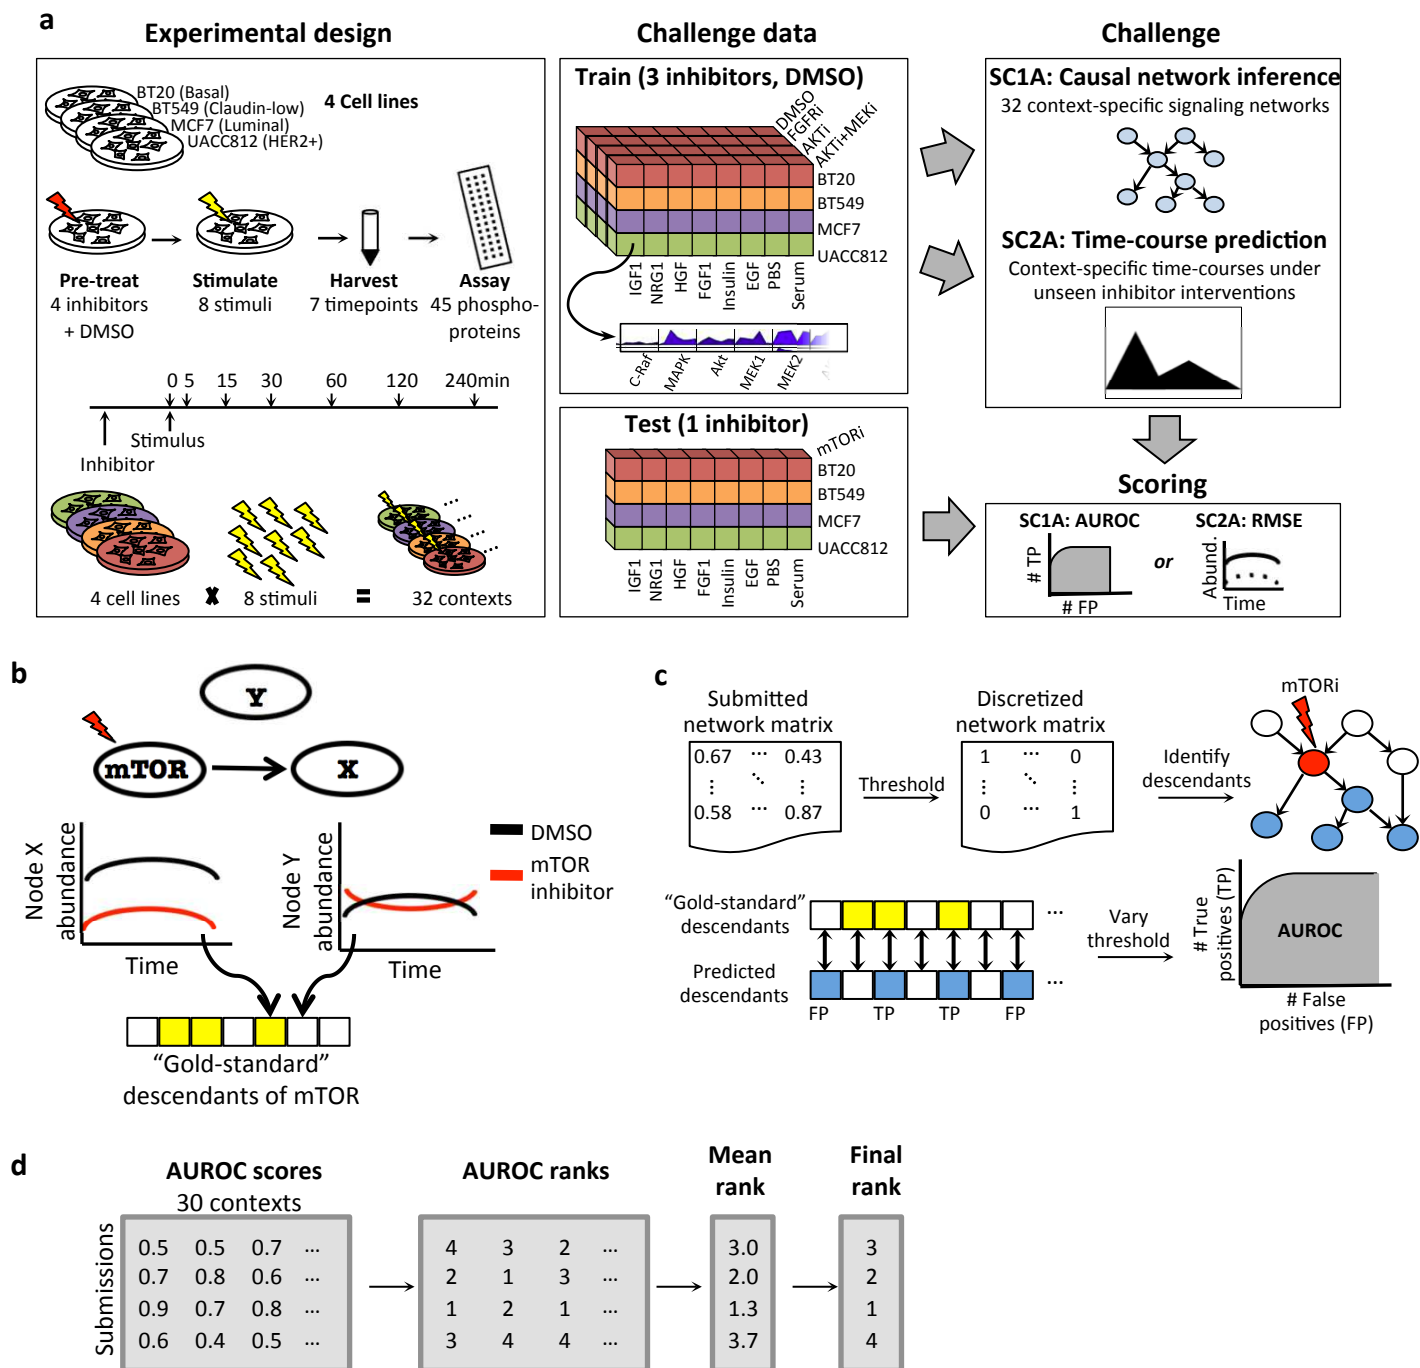 a
Experimental design
Challenge data
Challenge
BT20 (Basal)
BT549 (Claudin-low)
MCF7 (Luminal)
UACC812 (HER2+)
4 Cell lines
Pre-treat
4 inhibitors
+ DMSO
Stimulate
8 stimuli
Harvest
7 timepoints
Assay
45 phospho-
proteins
0 5 15 30 60 120 240min
Stimulus
Inhibitor
4 cell lines x 8 stimuli = 32 contexts
Train (3 inhibitors, DMSO)
DMSO
FGFRi
AKTi
AKTi+MEKi
BT20
BT549
MCF7
UACC812
IGF1
NRG1
HGF
FGF1
Insulin
EGF
PBS
Serum
C-Raf
MAPK
Akt
MEK1
MEK2
Test (1 inhibitor)
mTORi
BT20
BT549
MCF7
UACC812
IGF1
NRG1
HGF
FGF1
Insulin
EGF
PBS
Serum
SC1A: Causal network inference
32 context-specific signaling networks
SC2A: Time-course prediction
Context-specific time-courses under
unseen inhibitor interventions
Scoring
SC1A: AUROC
# TP
# FP
or
SC2A: RMSE
Abund.
Time
b
Y
mTOR
X
Node X
abundance
Time
Node Y
abundance
Time
DMSO
mTOR
inhibitor
"Gold-standard"
descendants of mTOR
c
Submitted
network matrix
0.67 ... 0.43
⋮ ⋱ ⋮
0.58 ... 0.87
Threshold
Discretized
network matrix
1 ... 0
⋮ ⋱ ⋮
0 ... 1
Identify
descendants
mTORi
"Gold-standard"
descendants
...
Predicted
descendants
...
FP TP TP FP
Vary
threshold
# True
positives (TP)
AUROC
# False
positives (FP)
d
AUROC scores
30 contexts
AUROC ranks
Mean
rank
Final
rank
Submissions
0.5 0.5 0.7 ... 4 3 2 ... 3.0 3
0.7 0.8 0.6 ... 2 1 3 ... 2.0 2
0.9 0.7 0.8 ... 1 2 1 ... 1.3 1
0.6 0.4 0.5 ... 3 4 4 ... 3.7 4